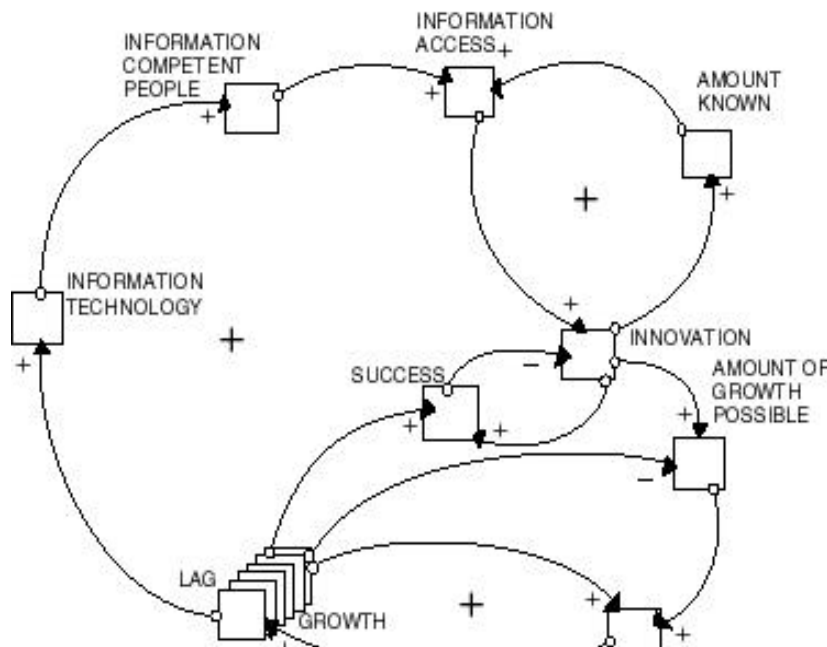 INFORMATION
COMPETENT
PEOPLE
INFORMATION
ACCESS
AMOUNT
KNOWN
INFORMATION
TECHNOLOGY
INNOVATION
SUCCESS
AMOUNT OF
GROWTH
POSSIBLE
LAG
GROWTH